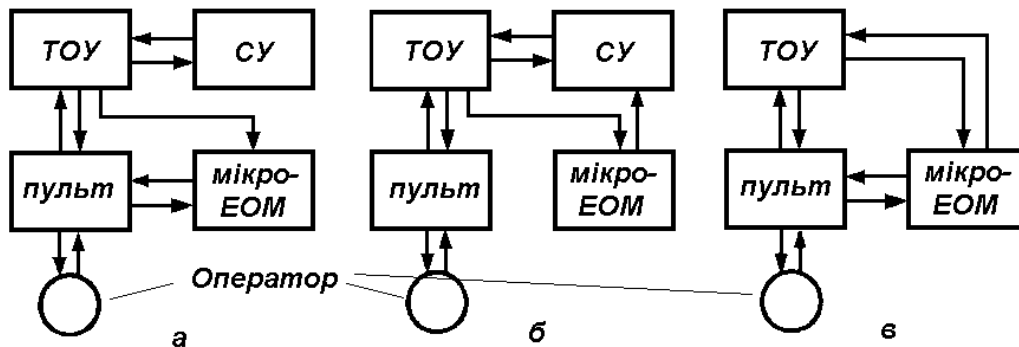 ТОУ СУ
пульт
мікро-
ЕОМ
ТОУ СУ
пульт
мікро-
ЕОМ
ТОУ
пульт
мікро-
ЕОМ
Оператор
а б в